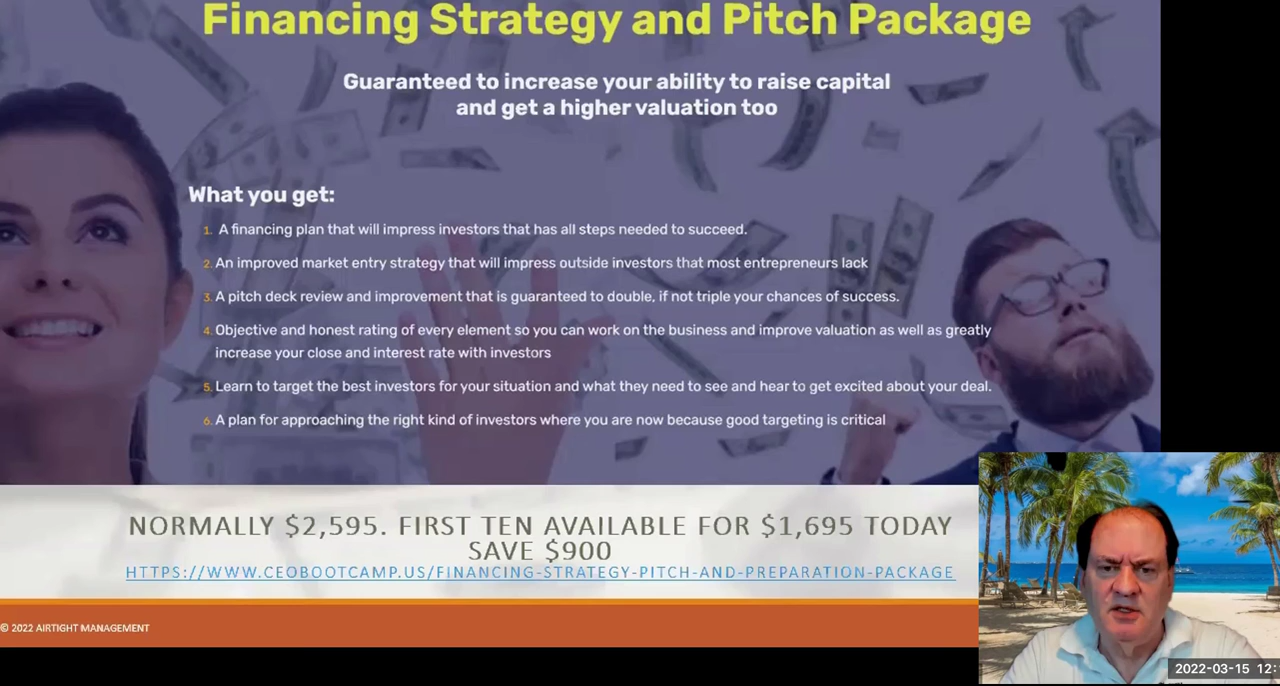 Financing Strategy and Pitch Package
Guaranteed to increase your ability to raise capital
and get a higher valuation too
What you get:
1. A financing plan that will impress investors that has all steps needed to succeed.
2. An improved market entry strategy that will impress outside investors that most entrepreneurs lack
3. A pitch deck review and improvement that is guaranteed to double, if not triple your chances of success.
4. Objective and honest rating of every element so you can work on the business and improve valuation as well as greatly
increase your close and interest rate with investors
5. Learn to target the best investors for your situation and what they need to see and hear to get excited about your deal.
6. A plan for approaching the right kind of investors where you are now because good targeting is critical
NORMALLY $2,595. FIRST TEN AVAILABLE FOR $1,695 TODAY
SAVE $900
HTTPS://WWW.CEOBOOTCAMP.US/FINANCING-STRATEGY-PITCH-AND-PREPARATION-PACKAGE
© 2022 AIRTIGHT MANAGEMENT
2022-03-15 12: